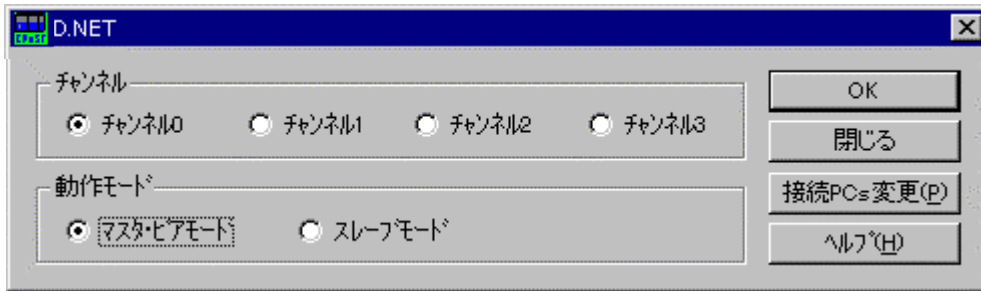 D.NET
チャンネル
チャンネル0 チャンネル1 チャンネル2 チャンネル3
動作モード
マスタ・ピアモード スレーブモード
OK
閉じる
接続PCs変更(P)
ヘルプ(H)